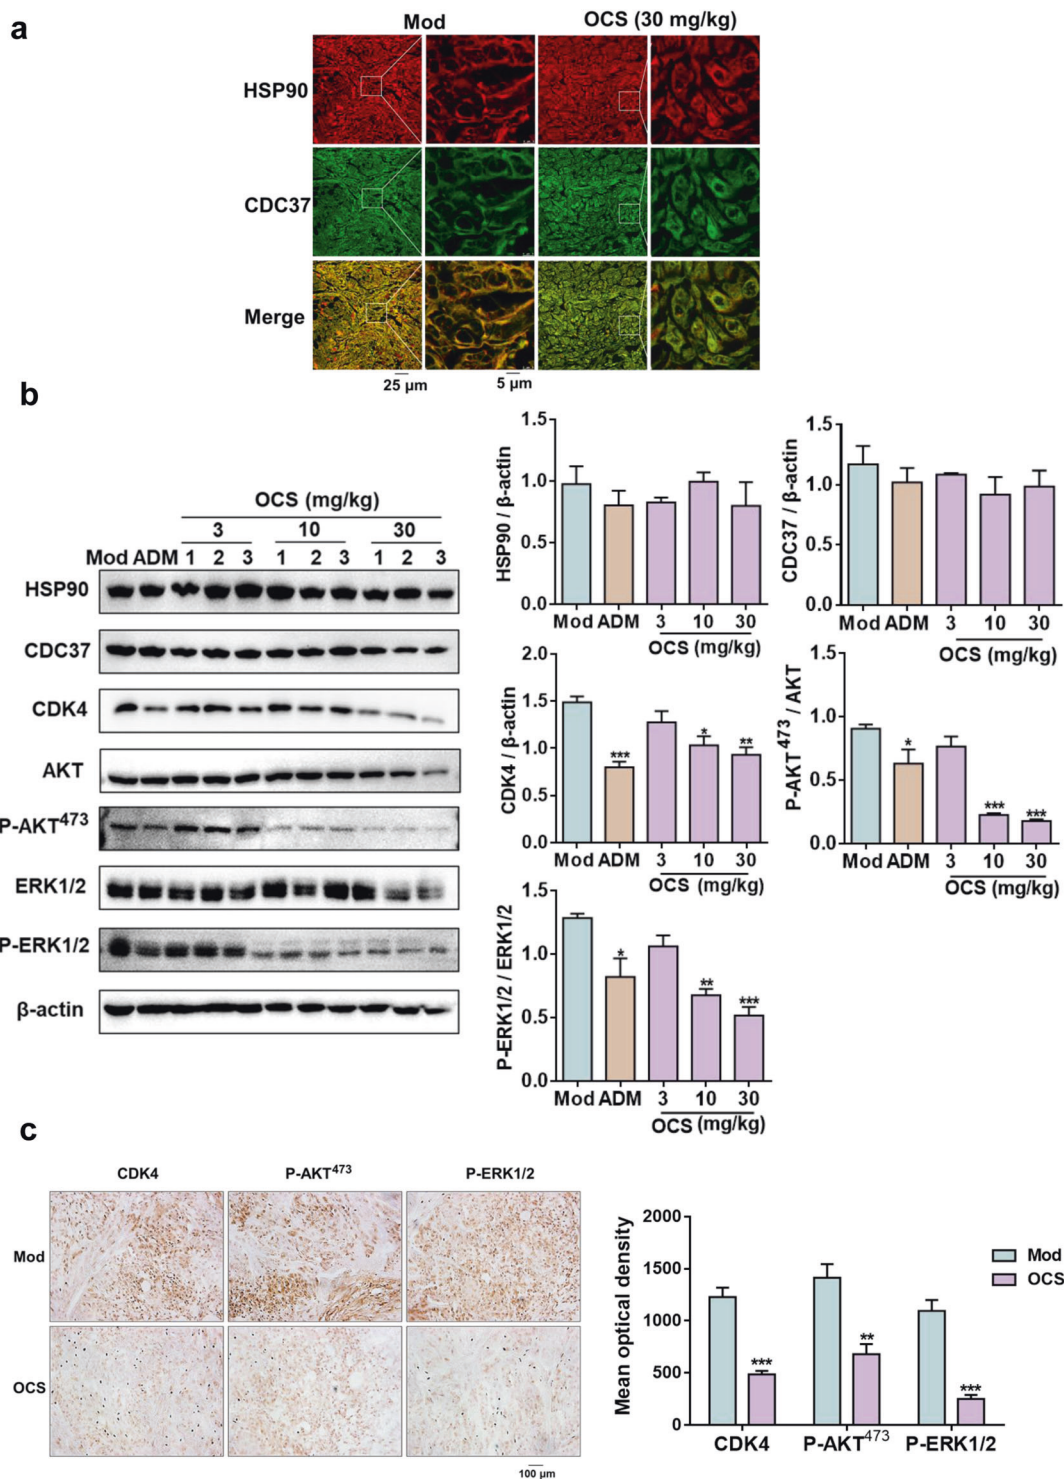 a
Mod OCS (30 mg/kg)
HSP90
CDC37
Merge
25 µm 5 µm
b
OCS (mg/kg)
3 10 30
Mod ADM 1 2 3 1 2 3 1 2 3
HSP90
CDC37
CDK4
AKT
P-AKT473
ERK1/2
P-ERK1/2
β-actin
HSP90 / β-actin
1.5
1.0
0.5
0.0
Mod ADM 3 10 30
OCS (mg/kg)
CDC37 / β-actin
1.5
1.0
0.5
0.0
Mod ADM 3 10 30
OCS (mg/kg)
CDK4 / β-actin
2.0
1.5
1.0
0.5
0.0
*** * **
Mod ADM 3 10 30
OCS (mg/kg)
P-AKT473 / AKT
1.5
1.0
0.5
0.0
* *** ***
Mod ADM 3 10 30
OCS (mg/kg)
P-ERK1/2 / ERK1/2
1.5
1.0
0.5
0.0
* ** ***
Mod ADM 3 10 30
OCS (mg/kg)
c
CDK4 P-AKT473 P-ERK1/2
Mod
OCS
100 µm
Mean optical density
2000
1500
1000
500
0
*** ** ***
CDK4 P-AKT473 P-ERK1/2
Mod
OCS